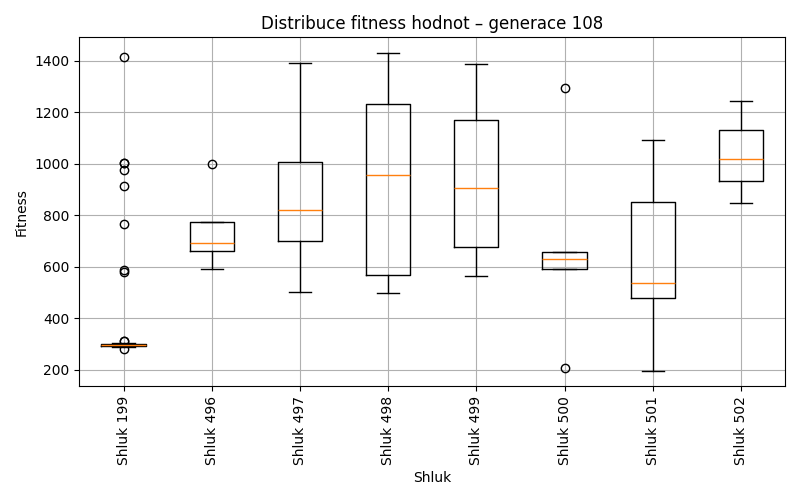 Distribuce fitness hodnot – generace 108
Fitness
1400
1200
1000
800
600
400
200
Shluk 199
Shluk 496
Shluk 497
Shluk 498
Shluk 499
Shluk 500
Shluk 501
Shluk 502
Shluk